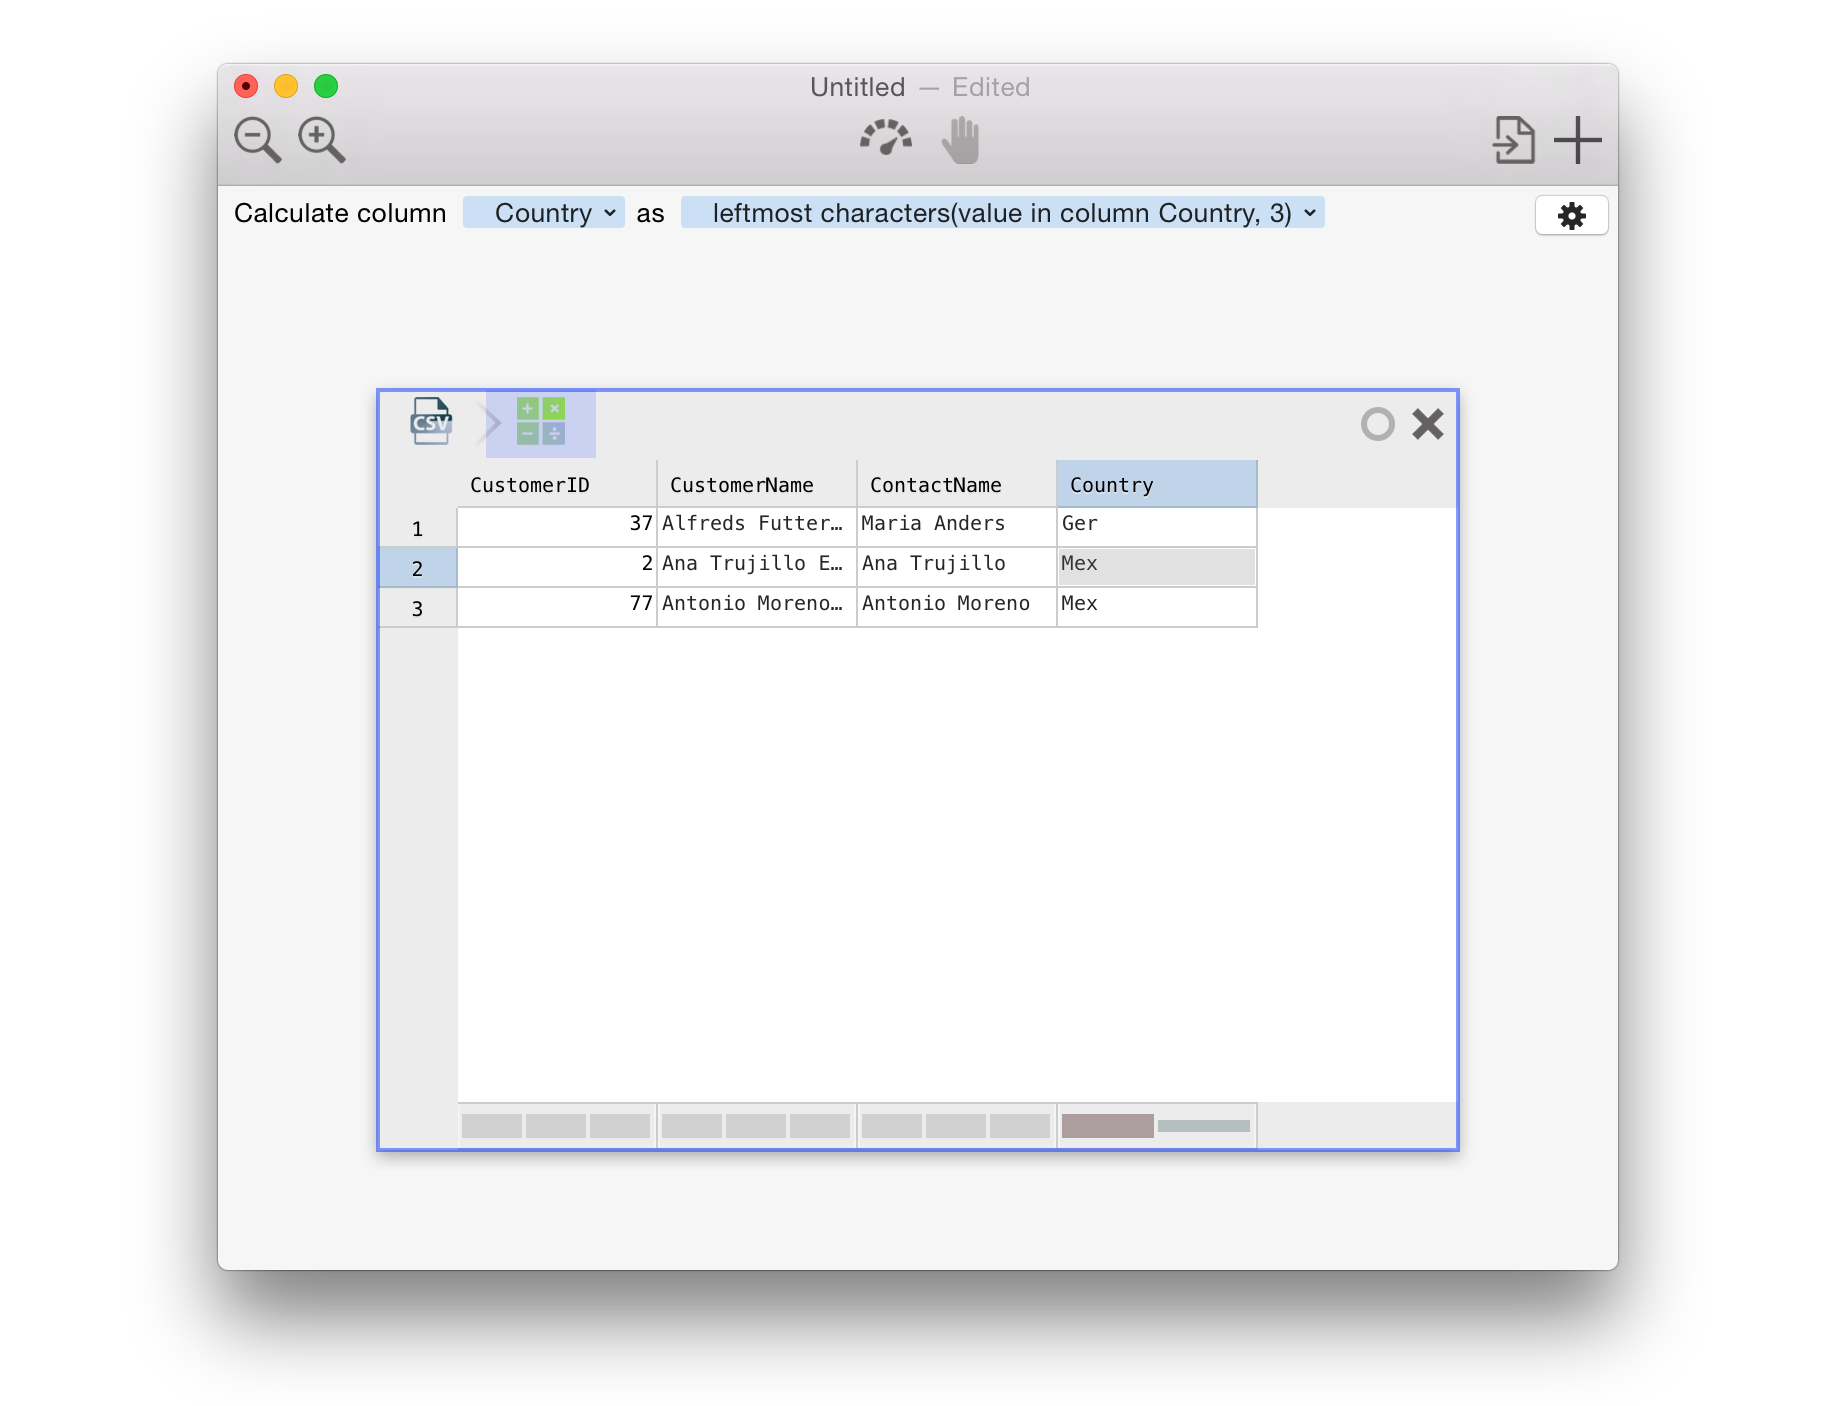 Untitled — Edited
Calculate column Country as leftmost characters(value in column Country, 3)
CSV
CustomerID CustomerName ContactName Country
1 37 Alfreds Futter… Maria Anders Ger
2 2 Ana Trujillo E… Ana Trujillo Mex
3 77 Antonio Moreno… Antonio Moreno Mex